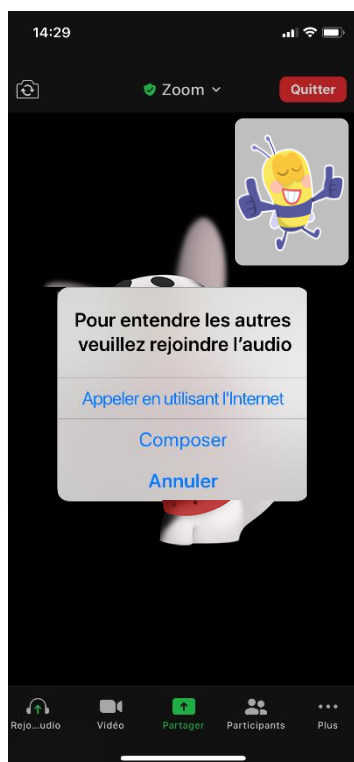 14:29
Zoom
Quitter
Pour entendre les autres
veuillez rejoindre l'audio
Appeler en utilisant l'Internet
Composer
Annuler
Rejo...udio Vidéo Partager Participants Plus